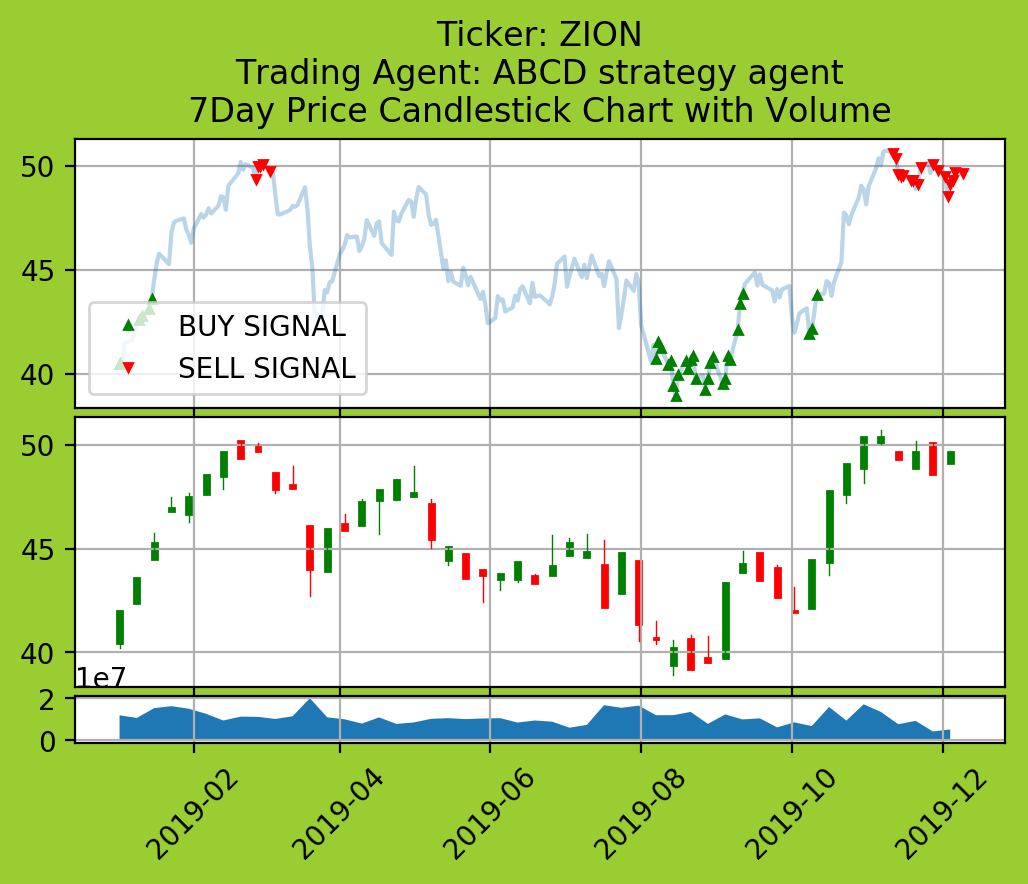 Ticker: ZION
Trading Agent: ABCD strategy agent
7Day Price Candlestick Chart with Volume
50
45
40
BUY SIGNAL
SELL SIGNAL
50
45
40
1e7
2
0
2019-02
2019-04
2019-06
2019-08
2019-10
2019-12